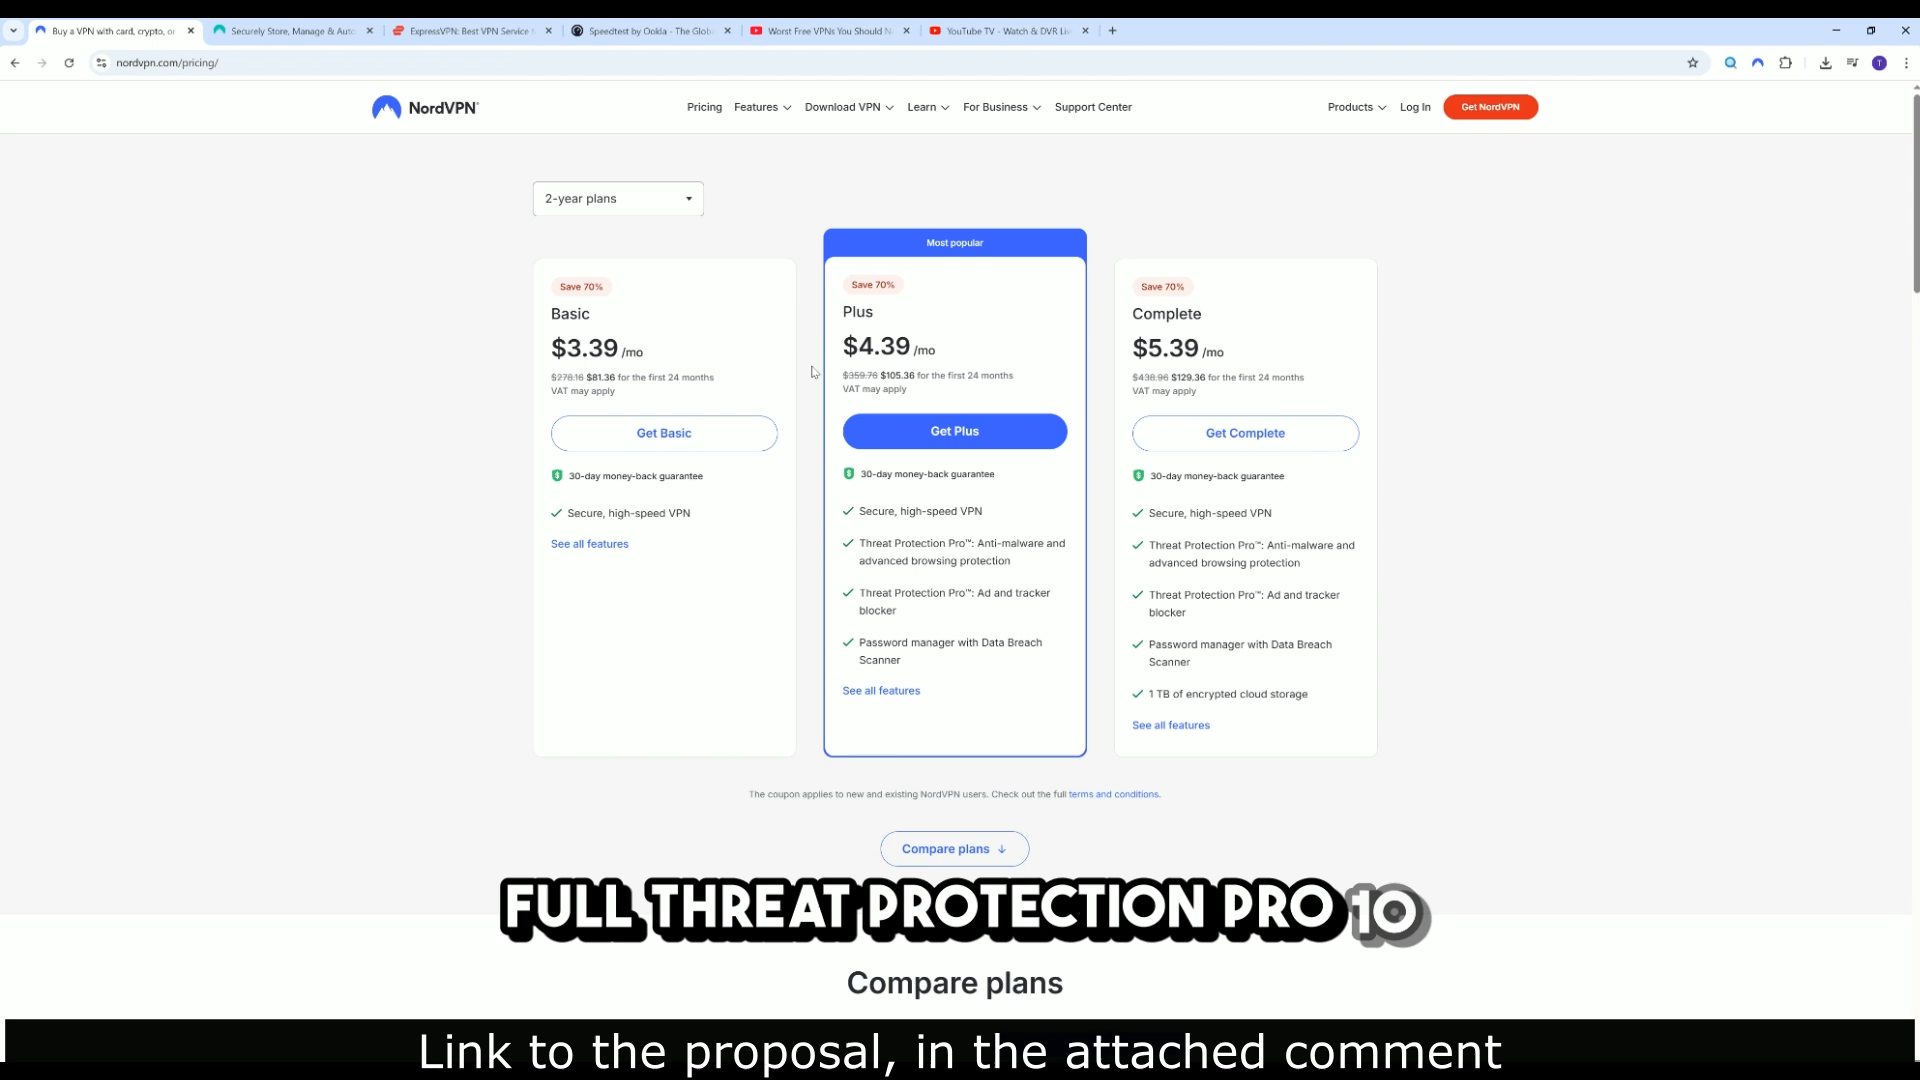 Buy a VPN with card, crypto, or
Securely Store, Manage & Auto
ExpressVPN: Best VPN Service
Speedtest by Ookla - The Glob
Worst Free VPNs You Should N
YouTube TV - Watch & DVR Liv
nordvpn.com/pricing/
T
NordVPN®
Pricing
Features
Download VPN
Learn
For Business
Support Center
Products
Log In
Get NordVPN
2-year plans
Most popular
Save 70%
Basic
$3.39 /mo
$278.16 $81.36 for the first 24 months
VAT may apply
Get Basic
30-day money-back guarantee
Secure, high-speed VPN
See all features
Save 70%
Plus
$4.39 /mo
$359.76 $105.36 for the first 24 months
VAT may apply
Get Plus
30-day money-back guarantee
Secure, high-speed VPN
Threat Protection Pro™: Anti-malware and
advanced browsing protection
Threat Protection Pro™: Ad and tracker
blocker
Password manager with Data Breach
Scanner
See all features
Save 70%
Complete
$5.39 /mo
$438.96 $129.36 for the first 24 months
VAT may apply
Get Complete
30-day money-back guarantee
Secure, high-speed VPN
Threat Protection Pro™: Anti-malware and
advanced browsing protection
Threat Protection Pro™: Ad and tracker
blocker
Password manager with Data Breach
Scanner
1 TB of encrypted cloud storage
See all features
The coupon applies to new and existing NordVPN users. Check out the full terms and conditions.
Compare plans ↓
FULL THREAT PROTECTION PRO 10
Compare plans
Link to the proposal, in the attached comment